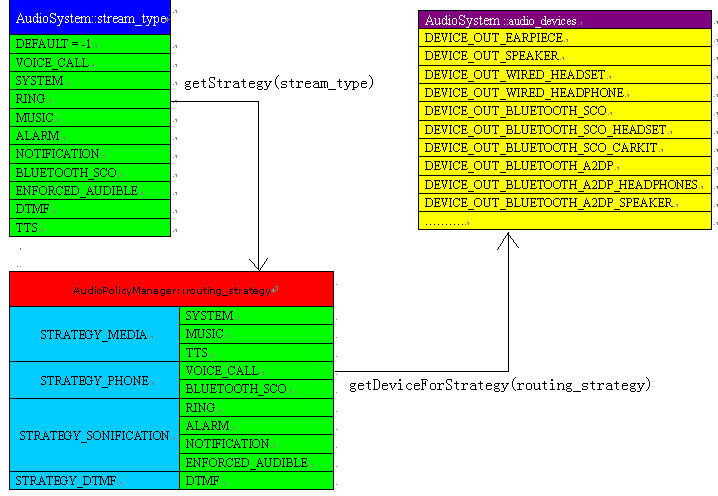 AudioSystem::stream_type
DEFAULT = -1
VOICE_CALL
SYSTEM
RING
MUSIC
ALARM
NOTIFICATION
BLUETOOTH_SCO
ENFORCED_AUDIBLE
DTMF
TTS
getStrategy(stream_type)
AudioSystem ::audio_devices
DEVICE_OUT_EARPIECE
DEVICE_OUT_SPEAKER
DEVICE_OUT_WIRED_HEADSET
DEVICE_OUT_WIRED_HEADPHONE
DEVICE_OUT_BLUETOOTH_SCO
DEVICE_OUT_BLUETOOTH_SCO_HEADSET
DEVICE_OUT_BLUETOOTH_SCO_CARKIT
DEVICE_OUT_BLUETOOTH_A2DP
DEVICE_OUT_BLUETOOTH_A2DP_HEADPHONES
DEVICE_OUT_BLUETOOTH_A2DP_SPEAKER
...........
AudioPolicyManager::routing_strategy
STRATEGY_MEDIA
SYSTEM
MUSIC
TTS
STRATEGY_PHONE
VOICE_CALL
BLUETOOTH_SCO
STRATEGY_SONIFICATION
RING
ALARM
NOTIFICATION
ENFORCED_AUDIBLE
STRATEGY_DTMF
DTMF
getDeviceForStrategy(routing_strategy)